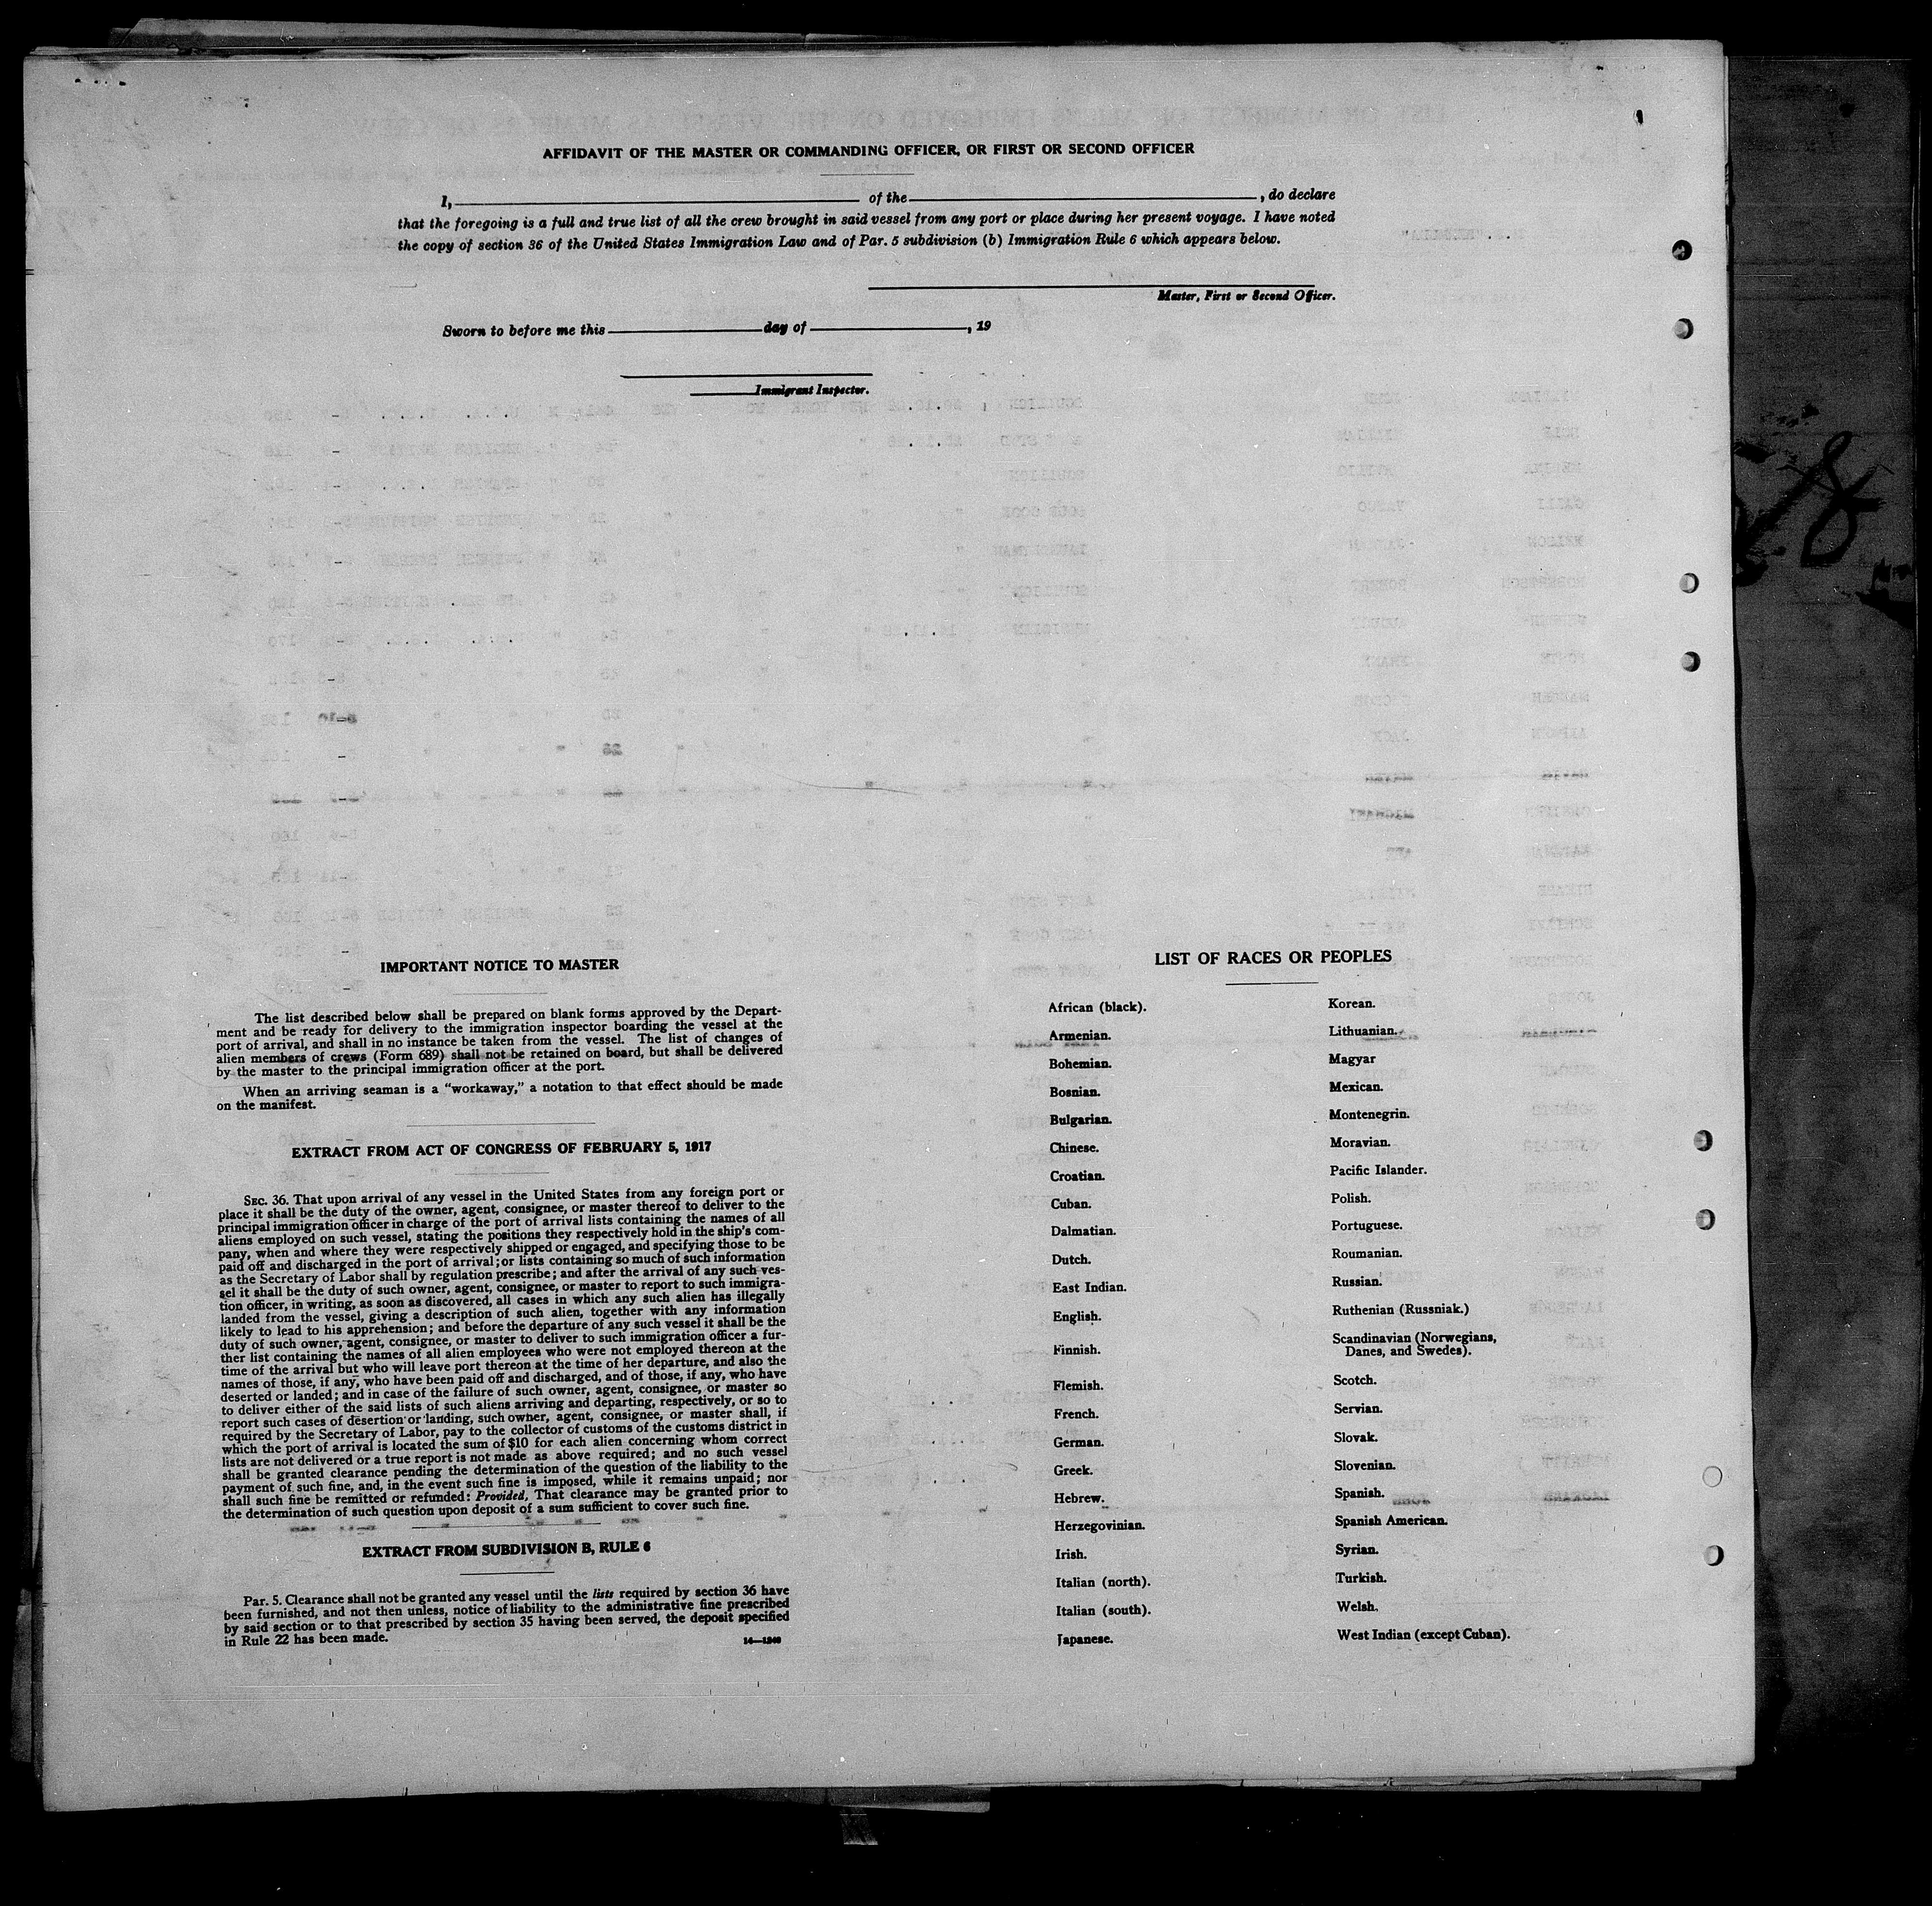 AFFIDAVIT OF THE MASTER OR COMMANDING OFFICER, OR FIRST OR SECOND OFFICER
I, of the , do declare
that the foregoing is a full and true list of all the crew brought in said vessel from any port or place during her present voyage. I have noted
the copy of section 36 of the United States Immigration Law and of Par. 5 subdivision (b) Immigration Rule 6 which appears below.
Master, First or Second Officer.
Sworn to before me this day of , 19
Immigrant Inspector.
IMPORTANT NOTICE TO MASTER
The list described below shall be prepared on blank forms approved by the Depart-
ment and be ready for delivery to the immigration inspector boarding the vessel at the
port of arrival, and shall in no instance be taken from the vessel. The list of changes of
alien members of crews (Form 689) shall not be retained on board, but shall be delivered
by the master to the principal immigration officer at the port.
When an arriving seaman is a "workaway," a notation to that effect should be made
on the manifest.
EXTRACT FROM ACT OF CONGRESS OF FEBRUARY 5, 1917
SEC. 36. That upon arrival of any vessel in the United States from any foreign port or
place it shall be the duty of the owner, agent, consignee, or master thereof to deliver to the
principal immigration officer in charge of the port of arrival lists containing the names of all
aliens employed on such vessel, stating the positions they respectively hold in the ship's com-
pany, when and where they were respectively shipped or engaged, and specifying those to be
paid off and discharged in the port of arrival; or lists containing so much of such information
as the Secretary of Labor shall by regulation prescribe; and after the arrival of any such ves-
sel it shall be the duty of such owner, agent, consignee, or master to report to such immigra-
tion officer, in writing, as soon as discovered, all cases in which any such alien has illegally
landed from the vessel, giving a description of such alien, together with any information
likely to lead to his apprehension; and before the departure of any such vessel it shall be the
duty of such owner, agent, consignee, or master to deliver to such immigration officer a fur-
ther list containing the names of all alien employees who were not employed thereon at the
time of the arrival but who will leave port thereon at the time of her departure, and also the
names of those, if any, who have been paid off and discharged, and of those, if any, who have
deserted or landed; and in case of the failure of such owner, agent, consignee, or master so
to deliver either of the said lists of such aliens arriving and departing, respectively, or so to
report such cases of desertion or landing, such owner, agent, consignee, or master shall, if
required by the Secretary of Labor, pay to the collector of customs of the customs district in
which the port of arrival is located the sum of $10 for each alien concerning whom correct
lists are not delivered or a true report is not made as above required; and no such vessel
shall be granted clearance pending the determination of the question of the liability to the
payment of such fine, and, in the event such fine is imposed, while it remains unpaid; nor
shall such fine be remitted or refunded: Provided, That clearance may be granted prior to
the determination of such question upon deposit of a sum sufficient to cover such fine.
EXTRACT FROM SUBDIVISION B, RULE 6
Par. 5. Clearance shall not be granted any vessel until the lists required by section 36 have
been furnished, and not then unless, notice of liability to the administrative fine prescribed
by said section or to that prescribed by section 35 having been served, the deposit specified
in Rule 22 has been made.
14—1240
LIST OF RACES OR PEOPLES
African (black).
Armenian.
Bohemian.
Bosnian.
Bulgarian.
Chinese.
Croatian.
Cuban.
Dalmatian.
Dutch.
East Indian.
English.
Finnish.
Flemish.
French.
German.
Greek.
Hebrew.
Herzegovinian.
Irish.
Italian (north).
Italian (south).
Japanese.
Korean.
Lithuanian.
Magyar
Mexican.
Montenegrin.
Moravian.
Pacific Islander.
Polish.
Portuguese.
Roumanian.
Russian.
Ruthenian (Russniak.)
Scandinavian (Norwegians,
Danes, and Swedes).
Scotch.
Servian.
Slovak.
Slovenian.
Spanish.
Spanish American.
Syrian.
Turkish.
Welsh.
West Indian (except Cuban).